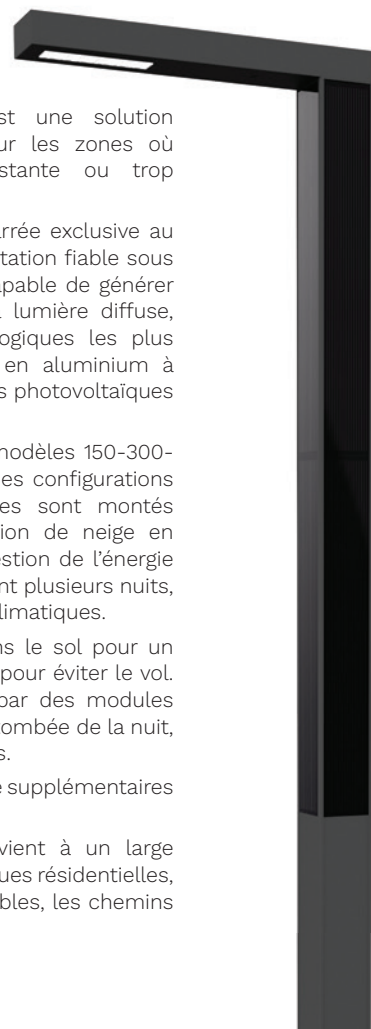 st une solution
ur les zones où
stante ou trop
arrée exclusive au
tation fiable sous
apable de générer
lumière diffuse,
ogiques les plus
en aluminium à
s photovoltaïques
modèles 150-300-
es configurations
es sont montés
ion de neige en
estion de l'énergie
nt plusieurs nuits,
limatiques.
ns le sol pour un
pour éviter le vol.
par des modules
ombée de la nuit,
s.
e supplémentaires
vient à un large
ues résidentielles,
bles, les chemins